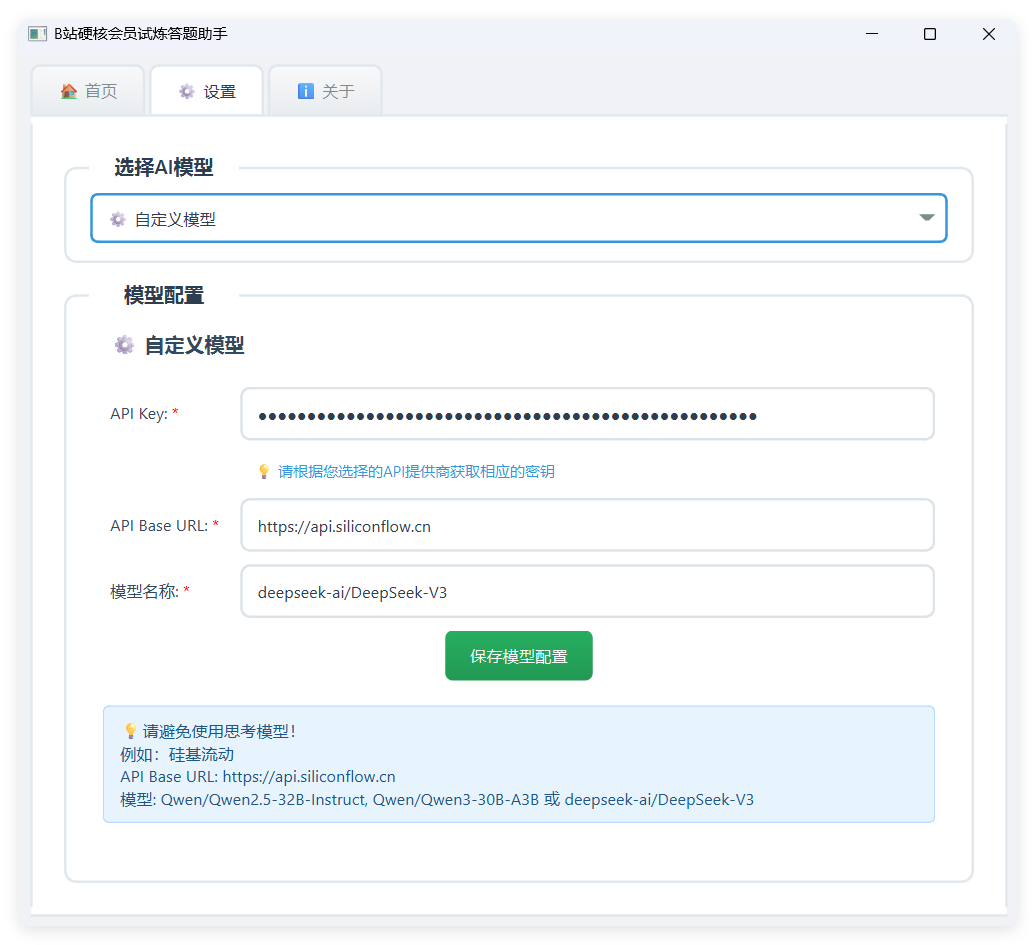 B站硬核会员试炼答题助手
首页
设置
关于
选择AI模型
自定义模型
模型配置
自定义模型
API Key: *
●●●●●●●●●●●●●●●●●●●●●●●●●●●●●●●●●●●●●●●●●●●●●●●●●●●
请根据您选择的API提供商获取相应的密钥
API Base URL: *
https://api.siliconflow.cn
模型名称: *
deepseek-ai/DeepSeek-V3
保存模型配置
请避免使用思考模型！
例如：硅基流动
API Base URL: https://api.siliconflow.cn
模型: Qwen/Qwen2.5-32B-Instruct, Qwen/Qwen3-30B-A3B 或 deepseek-ai/DeepSeek-V3